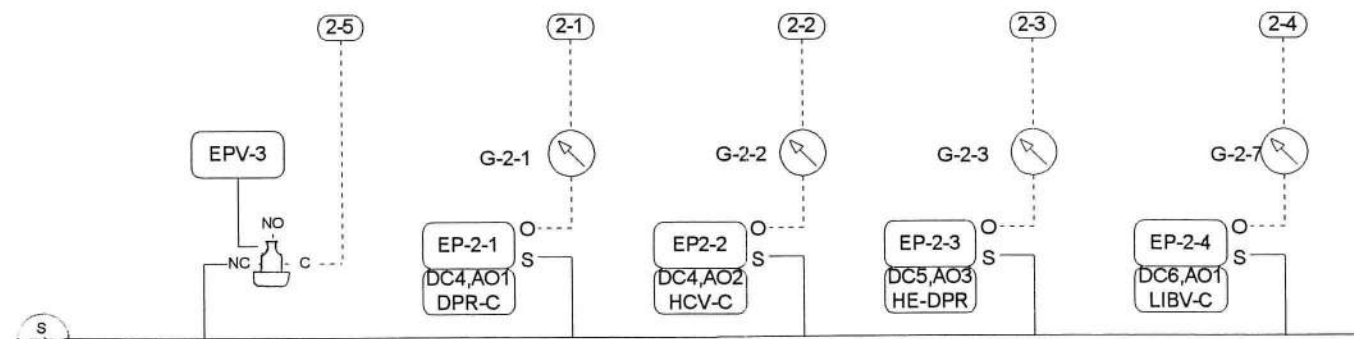 2-5
2-1
2-2
2-3
2-4
EPV-3
G-2-1
G-2-2
G-2-3
G-2-7
NO
NC
C
EP-2-1
O
S
DC4,AO1
DPR-C
EP2-2
O
S
DC4,AO2
HCV-C
EP-2-3
O
S
DC5,AO3
HE-DPR
EP-2-4
O
S
DC6,AO1
LIBV-C
S